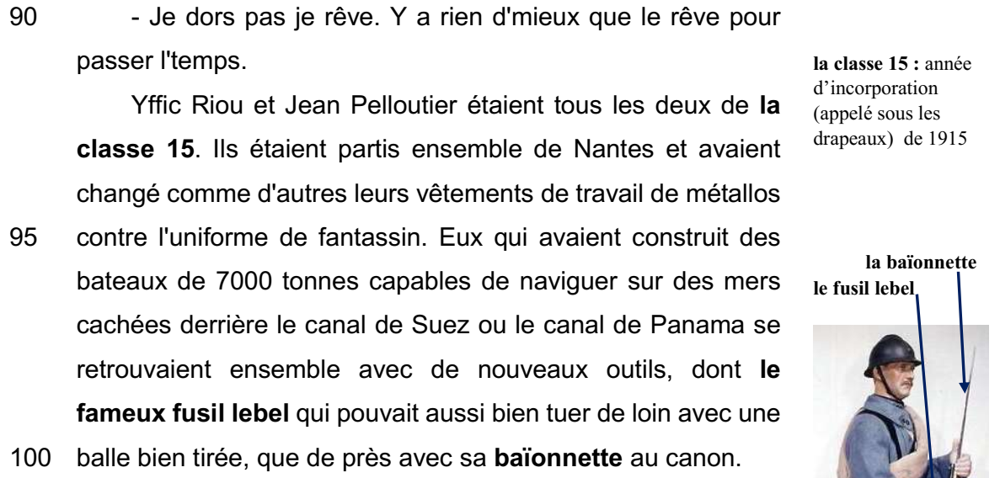 90 - Je dors pas je rêve. Y a rien d'mieux que le rêve pour
passer l'temps.
Yffic Riou et Jean Pelloutier étaient tous les deux de la
classe 15. Ils étaient partis ensemble de Nantes et avaient
changé comme d'autres leurs vêtements de travail de métallos
95 contre l'uniforme de fantassin. Eux qui avaient construit des
bateaux de 7000 tonnes capables de naviguer sur des mers
cachées derrière le canal de Suez ou le canal de Panama se
retrouvaient ensemble avec de nouveaux outils, dont le
fameux fusil lebel qui pouvait aussi bien tuer de loin avec une
100 balle bien tirée, que de près avec sa baïonnette au canon.
la classe 15 : année
d'incorporation
(appelé sous les
drapeaux) de 1915
la baïonnette
le fusil lebel